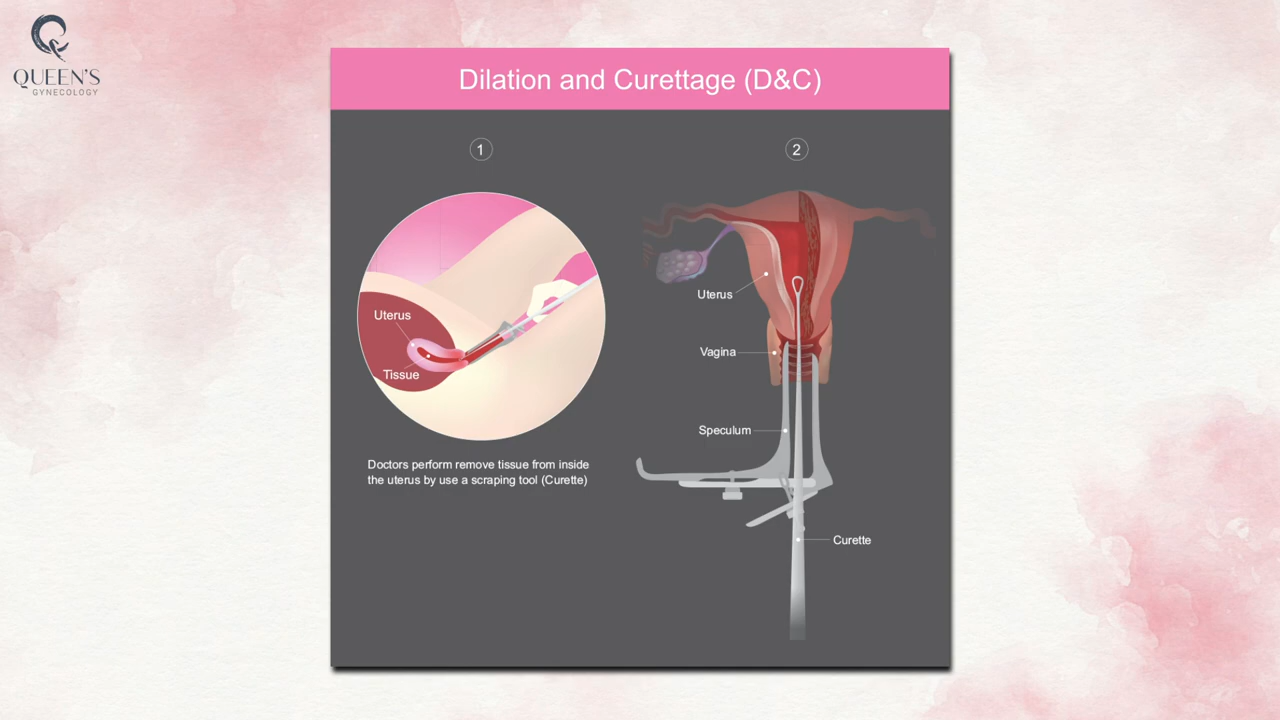 QUEEN'S
GYNECOLOGY
Dilation and Curettage (D&C)
1
2
Uterus
Tissue
Doctors perform remove tissue from inside
the uterus by use a scraping tool (Curette)
Uterus
Vagina
Speculum
Curette